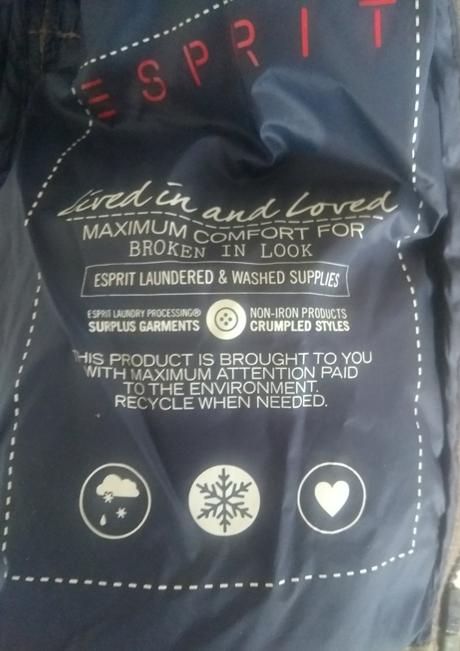 ESPRIT
Lived in and Loved
MAXIMUM COMFORT FOR
BROKEN IN LOOK
ESPRIT LAUNDERED & WASHED SUPPLIES
ESPRIT LAUNDRY PROCESSING®
SURPLUS GARMENTS
NON-IRON PRODUCTS
CRUMPLED STYLES
THIS PRODUCT IS BROUGHT TO YOU
WITH MAXIMUM ATTENTION PAID
TO THE ENVIRONMENT.
RECYCLE WHEN NEEDED.